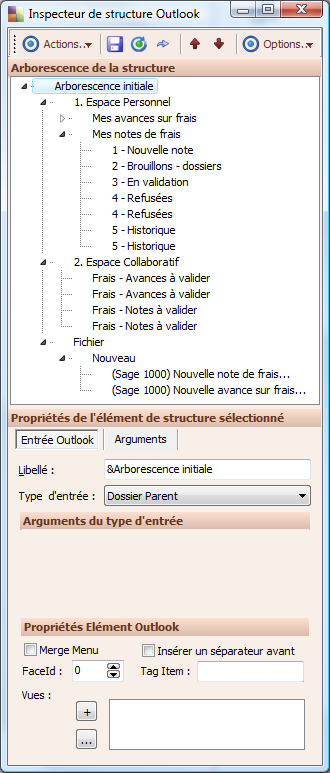 Inspecteur de structure Outlook
Actions.. Options..
Arborescence de la structure
Arborescence initiale
1. Espace Personnel
Mes avances sur frais
Mes notes de frais
1 - Nouvelle note
2 - Brouillons - dossiers
3 - En validation
4 - Refusées
4 - Refusées
5 - Historique
5 - Historique
2. Espace Collaboratif
Frais - Avances à valider
Frais - Avances à valider
Frais - Notes à valider
Frais - Notes à valider
Fichier
Nouveau
(Sage 1000) Nouvelle note de frais...
(Sage 1000) Nouvelle avance sur frais...
Propriétés de l'élément de structure sélectionné
Entrée Outlook Arguments
Libellé : &Arborescence initiale
Type d'entrée : Dossier Parent
Arguments du type d'entrée
Propriétés Elément Outlook
Merge Menu Insérer un séparateur avant
FaceId : 0 Tag Item :
Vues :
+
...